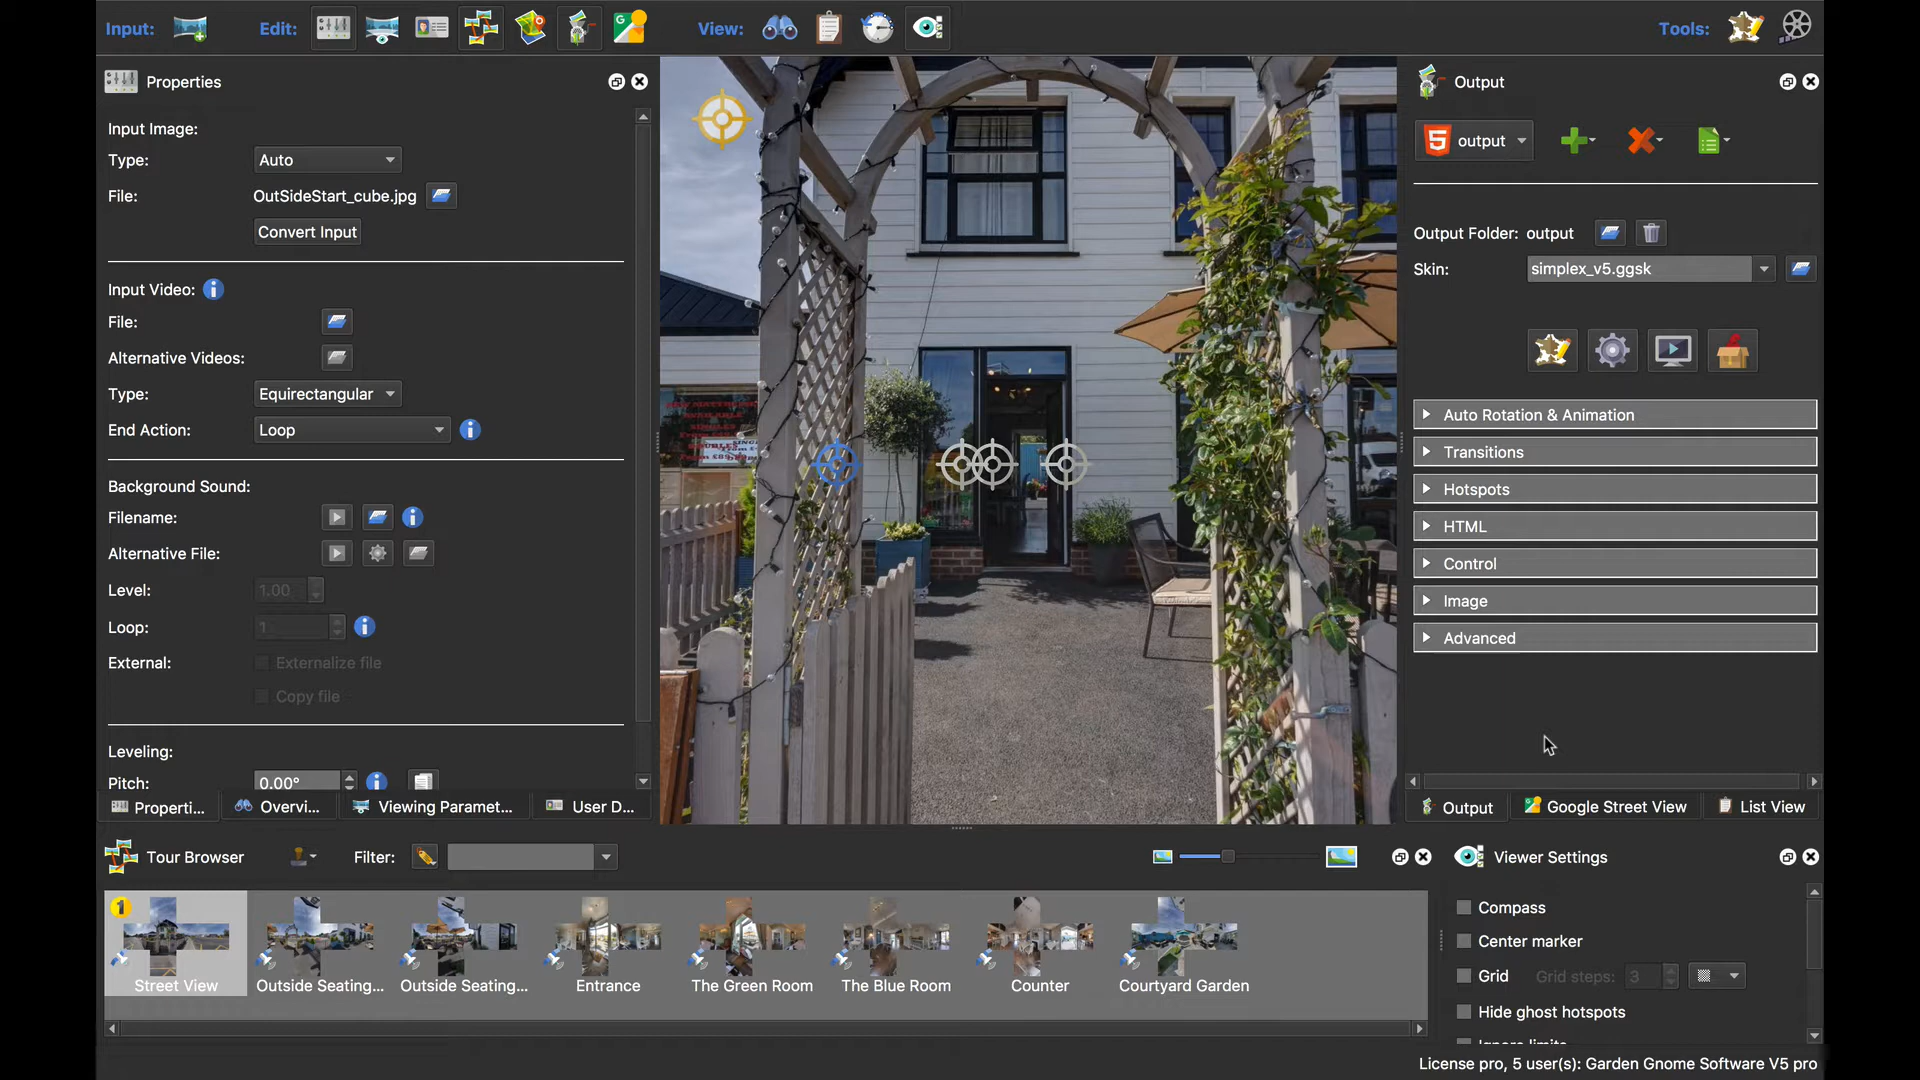 Input:
Edit:
View:
Tools:
Properties
Input Image:
Type: Auto
File: OutSideStart_cube.jpg
Convert Input
Input Video:
File:
Alternative Videos:
Type: Equirectangular
End Action: Loop
Background Sound:
Filename:
Alternative File:
Level: 1.00
Loop: 1
External: Externalize file
Copy file
Leveling:
Pitch: 0.00°
Properti...
Overvi...
Viewing Paramet...
User D...
Output
output
Output Folder: output
Skin: simplex_v5.ggsk
Auto Rotation & Animation
Transitions
Hotspots
HTML
Control
Image
Advanced
Output
Google Street View
List View
Tour Browser
Filter:
1
Street View
Outside Seating...
Outside Seating...
Entrance
The Green Room
The Blue Room
Counter
Courtyard Garden
Viewer Settings
Compass
Center marker
Grid Grid steps: 3
Hide ghost hotspots
Ignore limits
License pro, 5 user(s): Garden Gnome Software V5 pro